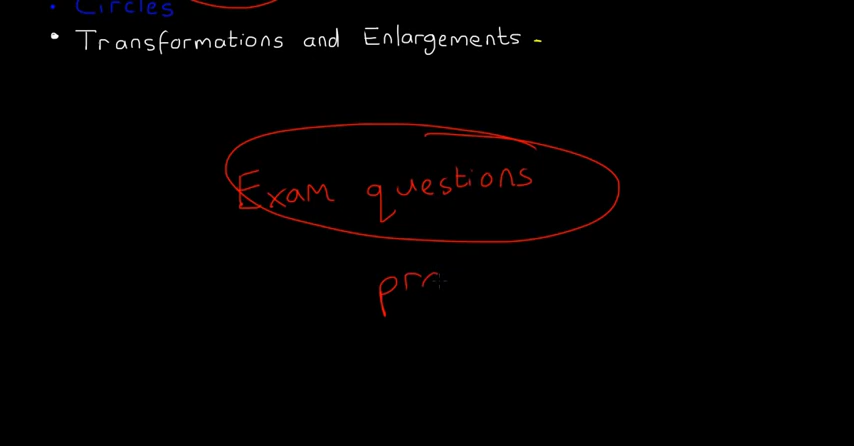 • Circles
• Transformations and Enlargements -
Exam questions